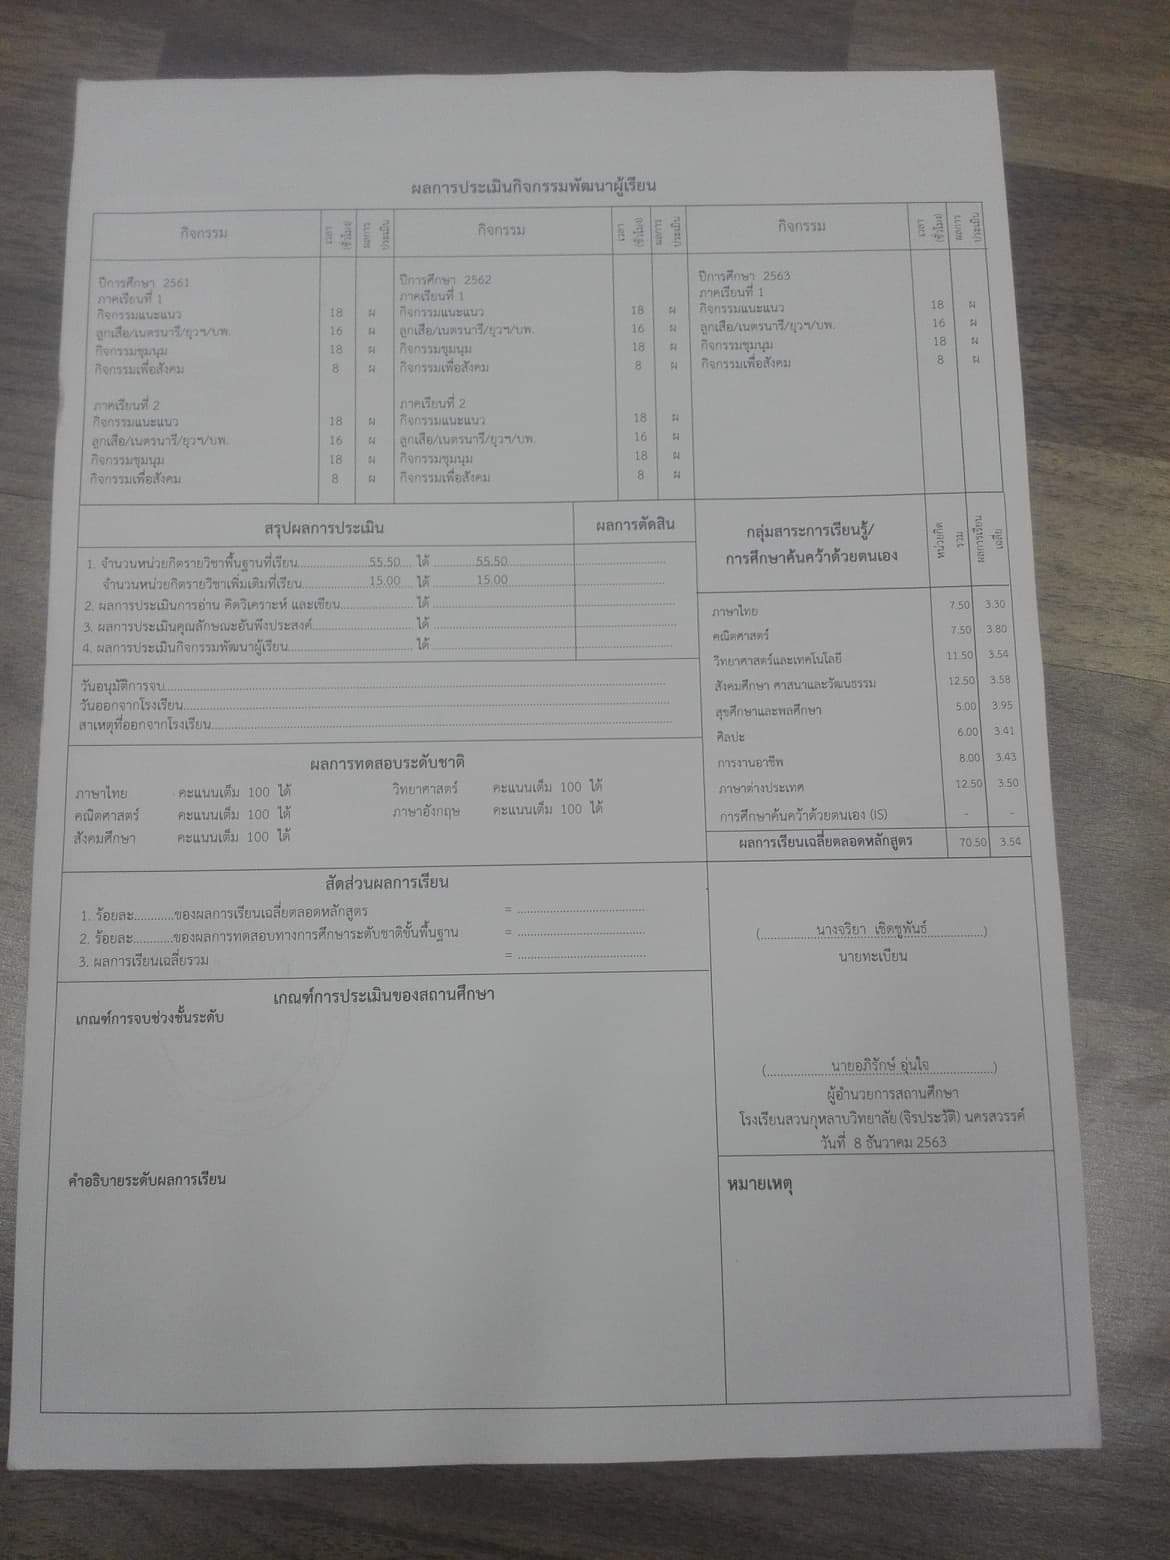 ผลการประเมินกิจกรรมพัฒนาผู้เรียน
กิจกรรม เวลา (ชั่วโมง) ผลการประเมิน กิจกรรม เวลา (ชั่วโมง) ผลการประเมิน กิจกรรม เวลา (ชั่วโมง) ผลการประเมิน
ปีการศึกษา 2561
ภาคเรียนที่ 1
กิจกรรมแนะแนว 18 ผ
ลูกเสือ/เนตรนารี/ยุวฯ/บพ. 16 ผ
กิจกรรมชุมนุม 18 ผ
กิจกรรมเพื่อสังคม 8 ผ
ภาคเรียนที่ 2
กิจกรรมแนะแนว 18 ผ
ลูกเสือ/เนตรนารี/ยุวฯ/บพ. 16 ผ
กิจกรรมชุมนุม 18 ผ
กิจกรรมเพื่อสังคม 8 ผ
ปีการศึกษา 2562
ภาคเรียนที่ 1
กิจกรรมแนะแนว 18 ผ
ลูกเสือ/เนตรนารี/ยุวฯ/บพ. 16 ผ
กิจกรรมชุมนุม 18 ผ
กิจกรรมเพื่อสังคม 8 ผ
ภาคเรียนที่ 2
กิจกรรมแนะแนว 18 ผ
ลูกเสือ/เนตรนารี/ยุวฯ/บพ. 16 ผ
กิจกรรมชุมนุม 18 ผ
กิจกรรมเพื่อสังคม 8 ผ
ปีการศึกษา 2563
ภาคเรียนที่ 1
กิจกรรมแนะแนว 18 ผ
ลูกเสือ/เนตรนารี/ยุวฯ/บพ. 16 ผ
กิจกรรมชุมนุม 18 ผ
กิจกรรมเพื่อสังคม 8 ผ
สรุปผลการประเมิน ผลการตัดสิน
1. จำนวนหน่วยกิตรายวิชาพื้นฐานที่เรียน....55.50.... ได้ ....55.50....
จำนวนหน่วยกิตรายวิชาเพิ่มเติมที่เรียน....15.00.... ได้ ....15.00....
2. ผลการประเมินการอ่าน คิดวิเคราะห์ และเขียน.... ได้ ....
3. ผลการประเมินคุณลักษณะอันพึงประสงค์.... ได้ ....
4. ผลการประเมินกิจกรรมพัฒนาผู้เรียน.... ได้ ....
วันอนุมัติการจบ....
วันออกจากโรงเรียน....
สาเหตุที่ออกจากโรงเรียน....
ผลการทดสอบระดับชาติ
ภาษาไทย คะแนนเต็ม 100 ได้ วิทยาศาสตร์ คะแนนเต็ม 100 ได้
คณิตศาสตร์ คะแนนเต็ม 100 ได้ ภาษาอังกฤษ คะแนนเต็ม 100 ได้
สังคมศึกษา คะแนนเต็ม 100 ได้
กลุ่มสาระการเรียนรู้/ หน่วยกิตรวม ผลการเรียนเฉลี่ย
การศึกษาค้นคว้าด้วยตนเอง
ภาษาไทย 7.50 3.30
คณิตศาสตร์ 7.50 3.80
วิทยาศาสตร์และเทคโนโลยี 11.50 3.54
สังคมศึกษา ศาสนาและวัฒนธรรม 12.50 3.58
สุขศึกษาและพลศึกษา 5.00 3.95
ศิลปะ 6.00 3.41
การงานอาชีพ 8.00 3.43
ภาษาต่างประเทศ 12.50 3.50
การศึกษาค้นคว้าด้วยตนเอง (IS) - -
ผลการเรียนเฉลี่ยตลอดหลักสูตร 70.50 3.54
สัดส่วนผลการเรียน
1. ร้อยละ............ของผลการเรียนเฉลี่ยตลอดหลักสูตร = ....
2. ร้อยละ............ของผลการทดสอบทางการศึกษาระดับชาติขั้นพื้นฐาน = ....
3. ผลการเรียนเฉลี่ยรวม = ....
เกณฑ์การประเมินของสถานศึกษา
เกณฑ์การจบช่วงชั้นระดับ
คำอธิบายระดับผลการเรียน
(....นางจริยา เชิดชูพันธ์....)
นายทะเบียน
(....นายอภิรักษ์ อุ่นใจ....)
ผู้อำนวยการสถานศึกษา
โรงเรียนสวนกุหลาบวิทยาลัย (จิรประวัติ) นครสวรรค์
วันที่ 8 ธันวาคม 2563
หมายเหตุ